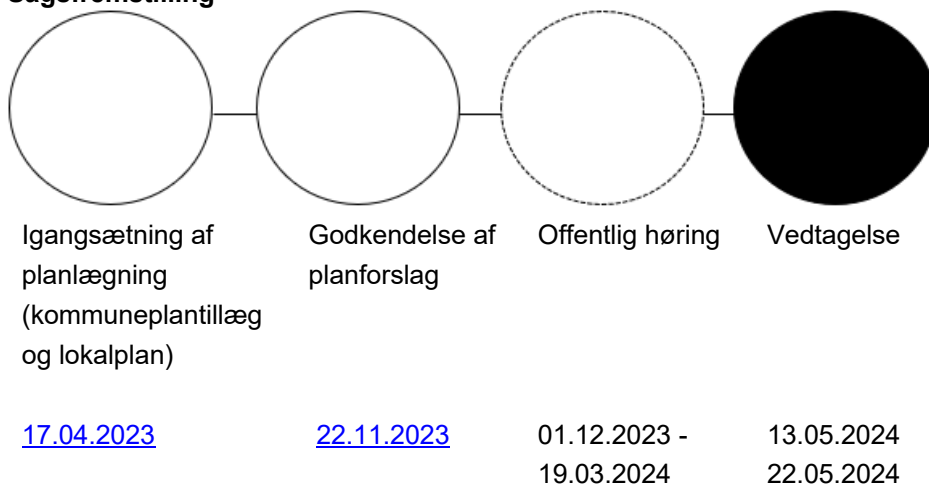 Sagsfremstilling
Igangsætning af
planlægning
(kommuneplantillæg
og lokalplan)
17.04.2023
Godkendelse af
planforslag
22.11.2023
Offentlig høring
01.12.2023 -
19.03.2024
Vedtagelse
13.05.2024
22.05.2024